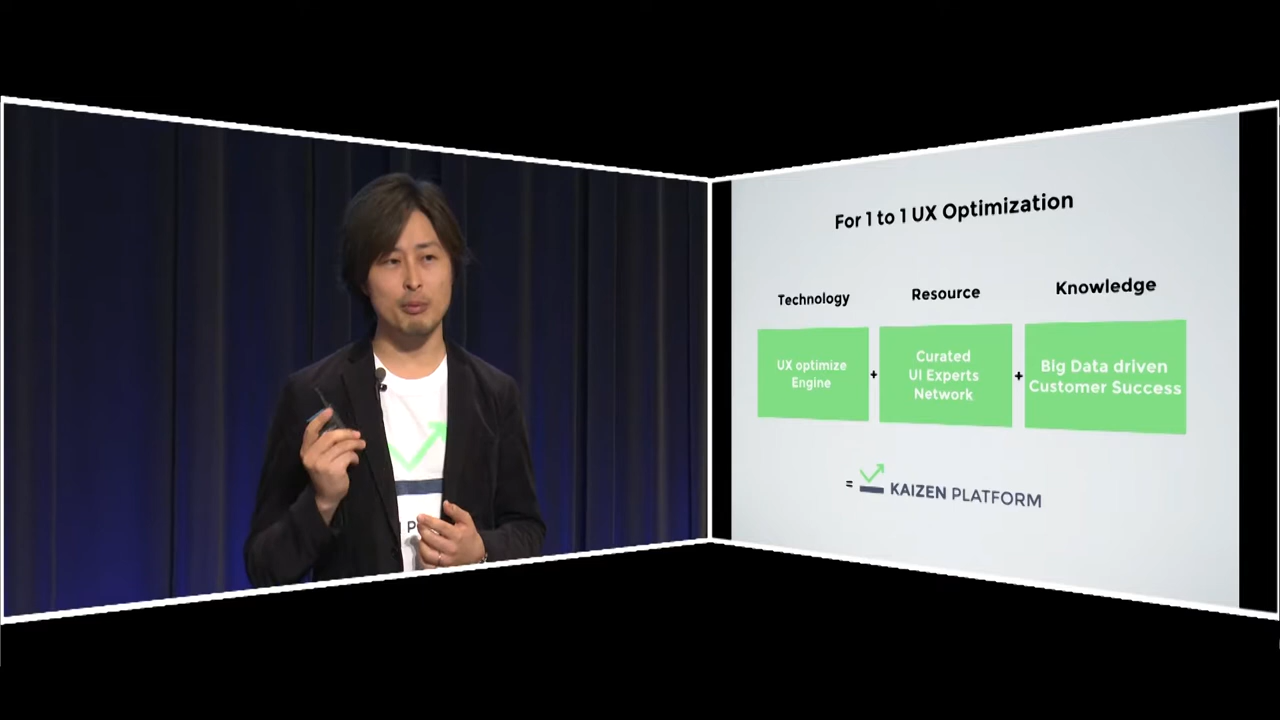 For 1 to 1 UX Optimization
Technology
Resource
Knowledge
UX optimize
Engine
+
Curated
UI Experts
Network
+
Big Data driven
Customer Success
= KAIZEN PLATFORM